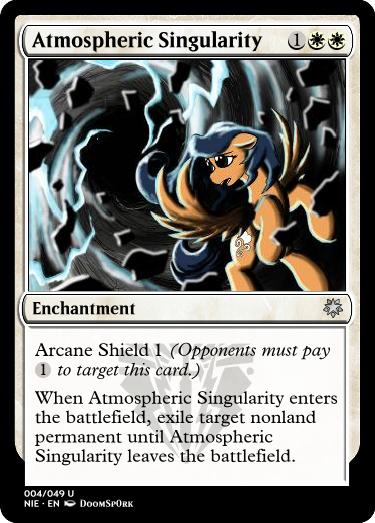 Atmospheric Singularity 1
Enchantment
Arcane Shield 1 (Opponents must pay
1 to target this card.)
When Atmospheric Singularity enters
the battlefield, exile target nonland
permanent until Atmospheric
Singularity leaves the battlefield.
004/049 U
NIE · EN DoomSp0rk